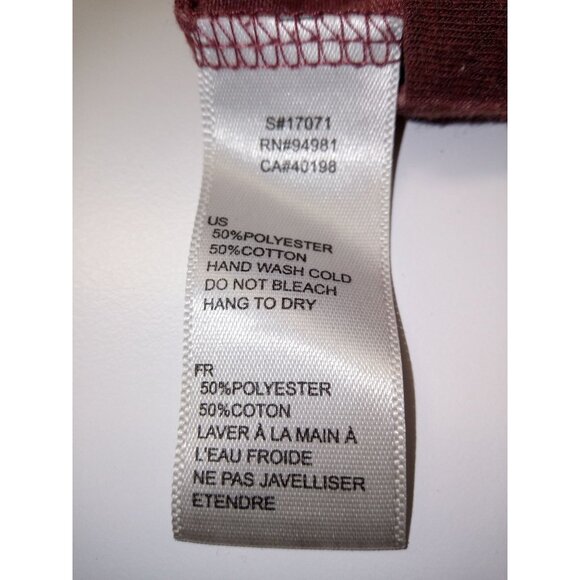 S#17071
RN#94981
CA#40198
US
50%POLYESTER
50%COTTON
HAND WASH COLD
DO NOT BLEACH
HANG TO DRY
FR
50%POLYESTER
50%COTON
LAVER À LA MAIN À
L'EAU FROIDE
NE PAS JAVELLISER
ETENDRE